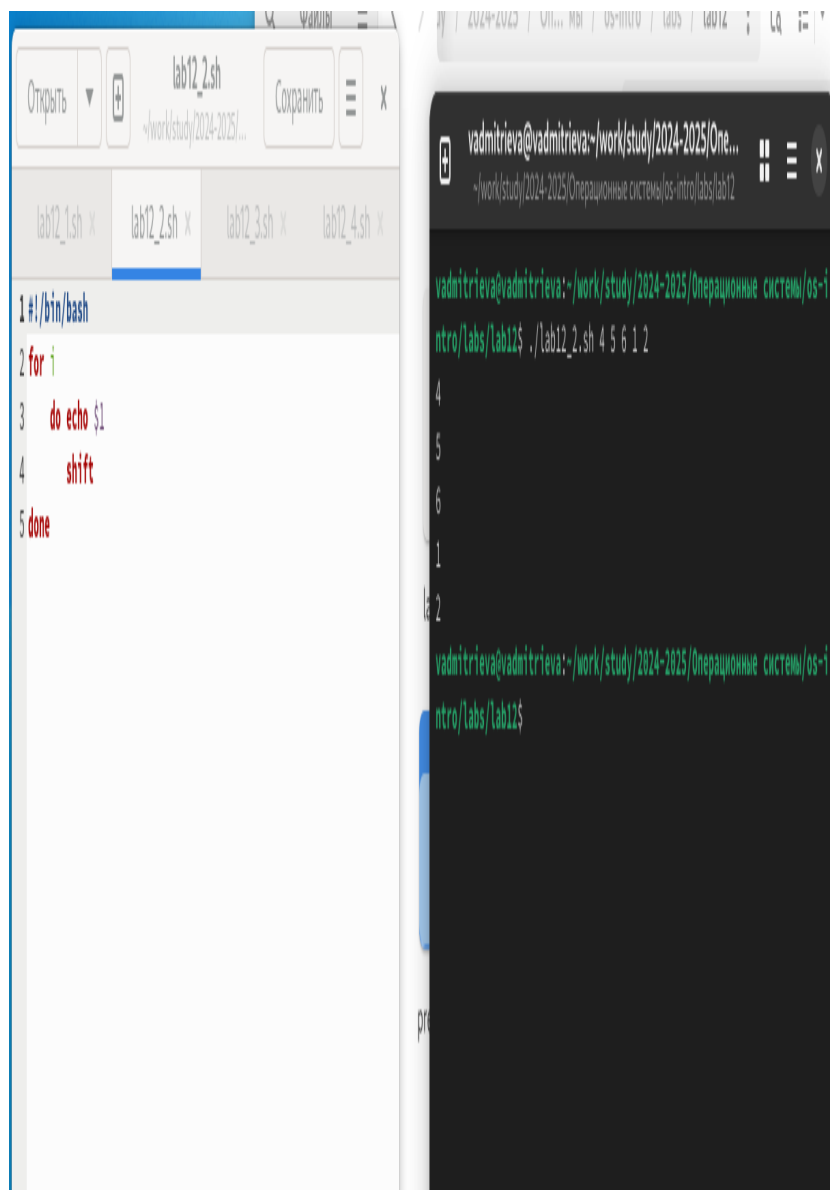 Файлы
Открыть
lab12_2.sh
~/work/study/2024-2025/...
Сохранить
lab12_1.sh
lab12_2.sh
lab12_3.sh
lab12_4.sh
1 #!/bin/bash
2 for i
3 do echo $1
4 shift
5 done
/ 2024-2025 / Оп... мы / os-intro / labs / lab12
vadmitrieva@vadmitrieva:~/work/study/2024-2025/Опе...
~/work/study/2024-2025/Операционные системы/os-intro/labs/lab12
vadmitrieva@vadmitrieva:~/work/study/2024-2025/Операционные системы/os-i
ntro/labs/lab12$ ./lab12_2.sh 4 5 6 1 2
4
5
6
1
2
vadmitrieva@vadmitrieva:~/work/study/2024-2025/Операционные системы/os-i
ntro/labs/lab12$